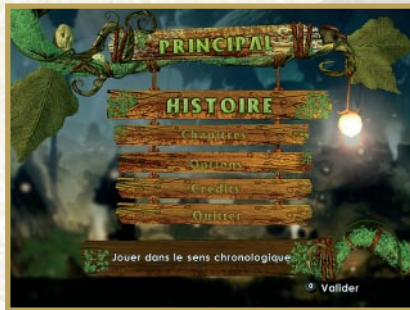 PRINCIPAL
HISTOIRE
Chapitres
Options
Crédits
Quitter
Jouer dans le sens chronologique
Valider